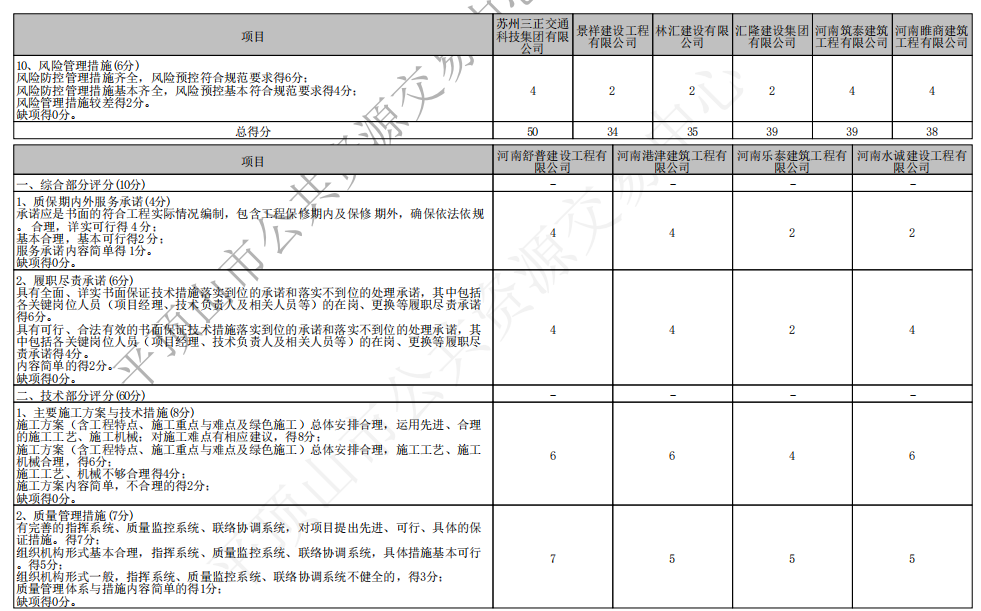 项目
苏州三正交通
科技集团有限
公司
景祥建设工程
有限公司
林汇建设有限
公司
汇隆建设集团
有限公司
河南筑泰建筑
工程有限公司
河南睢商建筑
工程有限公司
10、风险管理措施(6分)
风险防控管理措施齐全，风险预控符合规范要求得6分；
风险防控管理措施基本齐全，风险预控基本符合规范要求得4分；
风险管理措施较差得2分。
缺项得0分。
4 2 2 2 4 4
总得分 50 34 35 39 39 38
项目
河南舒普建设工程有
限公司
河南港津建筑工程有
限公司
河南乐泰建筑工程有
限公司
河南永诚建设工程有
限公司
一、综合部分评分(10分) - - - -
1、质保期内外服务承诺(4分)
承诺应是书面的符合工程实际情况编制，包含工程保修期内及保修 期外，确保依法依规
。合理，详实可行得 4 分；
基本合理，基本可行得2 分；
服务承诺内容简单得 1分。
缺项得0分。
4 4 2 2
2、履职尽责承诺(6分)
具有全面、详实书面保证技术措施落实到位的承诺和落实不到位的处理承诺，其中包括
各关键岗位人员（项目经理、技术负责人及相关人员等）的在岗、更换等履职尽责承诺
得6分。
具有可行、合法有效的书面保证技术措施落实到位的承诺和落实不到位的处理承诺，其
中包括各关键岗位人员（项目经理、技术负责人及相关人员等）的在岗、更换等履职尽
责承诺得4分。
内容简单的得2分。
缺项得0分。
4 4 2 4
二、技术部分评分(60分) - - - -
1、主要施工方案与技术措施(8分)
施工方案（含工程特点、施工重点与难点及绿色施工）总体安排合理，运用先进、合理
的施工工艺、施工机械；对施工难点有相应建议，得8分；
施工方案（含工程特点、施工重点与难点及绿色施工）总体安排合理，施工工艺、施工
机械合理，得6分；
施工工艺、机械不够合理得4分；
施工方案内容简单，不合理的得2分；
缺项得0分。
6 6 4 6
2、质量管理措施(7分)
有完善的指挥系统、质量监控系统、联络协调系统，对项目提出先进、可行、具体的保
证措施。得7分；
组织机构形式基本合理，指挥系统、质量监控系统、联络协调系统，具体措施基本可行
。得5分；
组织机构形式一般，指挥系统、质量监控系统、联络协调系统不健全的，得3分；
质量管理体系与措施内容简单的得1分；
缺项得0分。
7 5 5 5
平顶山市公共资源交易中心
平顶山市公共资源交易中心